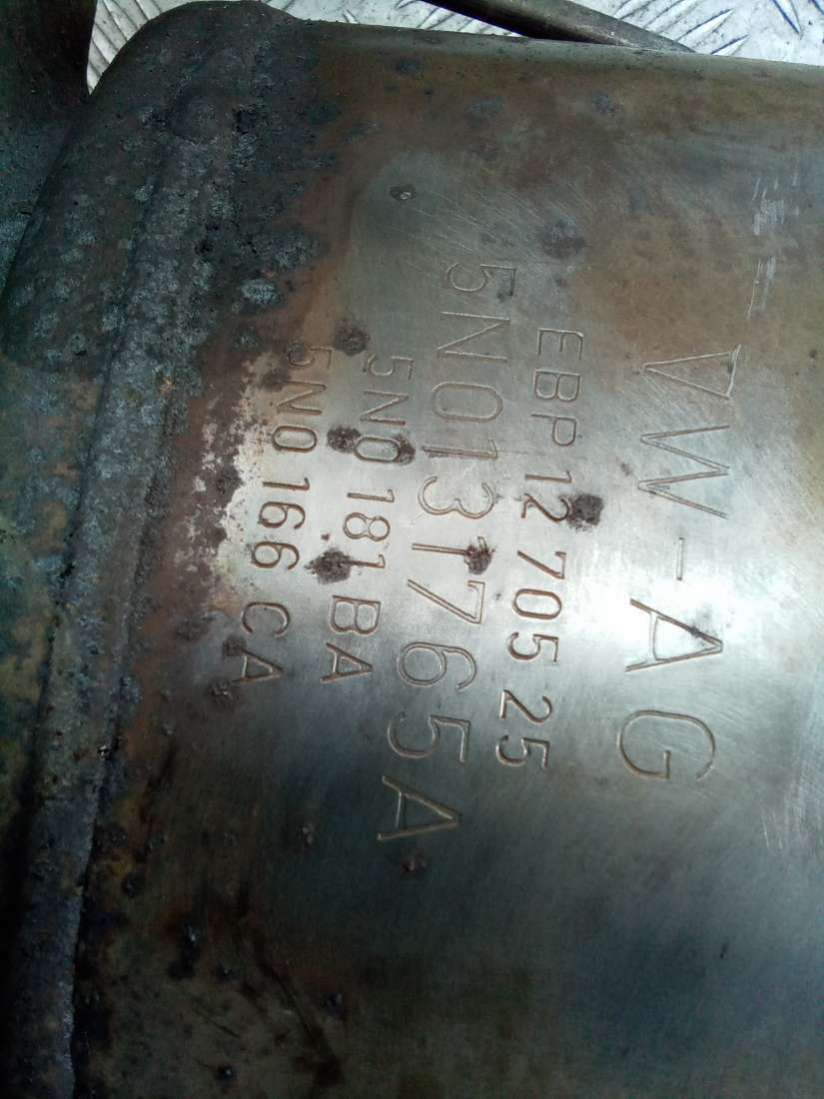 VW-AG
EBP 12 705 25
5N0131765A
5N0 181 BA
5N0 166 CA